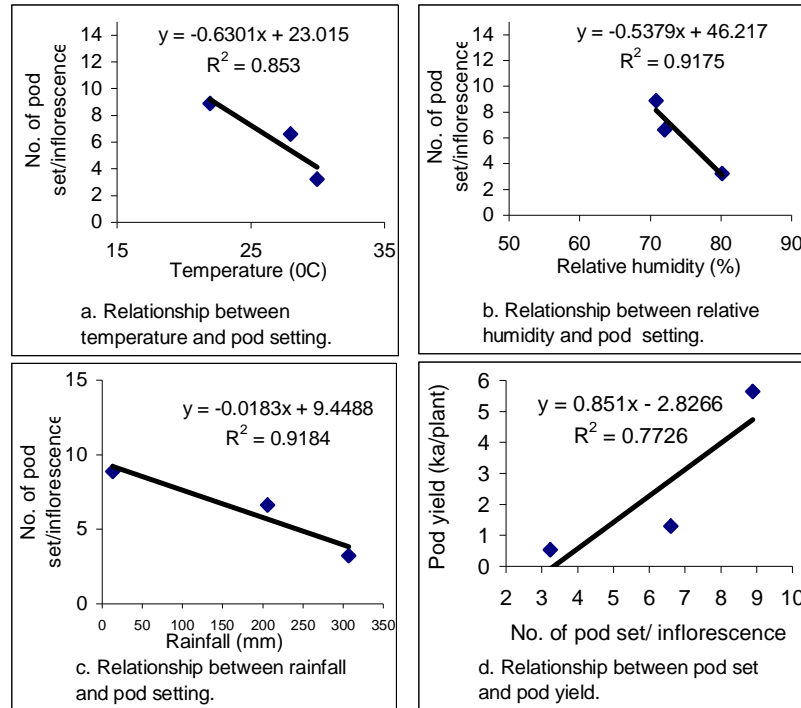 y = -0.6301x + 23.015
R2 = 0.853
No. of pod
set/inflorescence
14
12
10
8
6
4
2
0
15 25 35
Temperature (0C)
a. Relationship between
temperature and pod setting.
y = -0.5379x + 46.217
R2 = 0.9175
No. of pod
set/inflorescence
14
12
10
8
6
4
2
0
50 60 70 80 90
Relative humidity (%)
b. Relationship between relative
humidity and pod setting.
y = -0.0183x + 9.4488
R2 = 0.9184
No. of pod
set/inflorescence
15
10
5
0
0 50 100 150 200 250 300 350
Rainfall (mm)
c. Relationship between rainfall
and pod setting.
y = 0.851x - 2.8266
R2 = 0.7726
Pod yield (ka/plant)
6
5
4
3
2
1
0
2 3 4 5 6 7 8 9 10
No. of pod set/ inflorescence
d. Relationship between pod set
and pod yield.